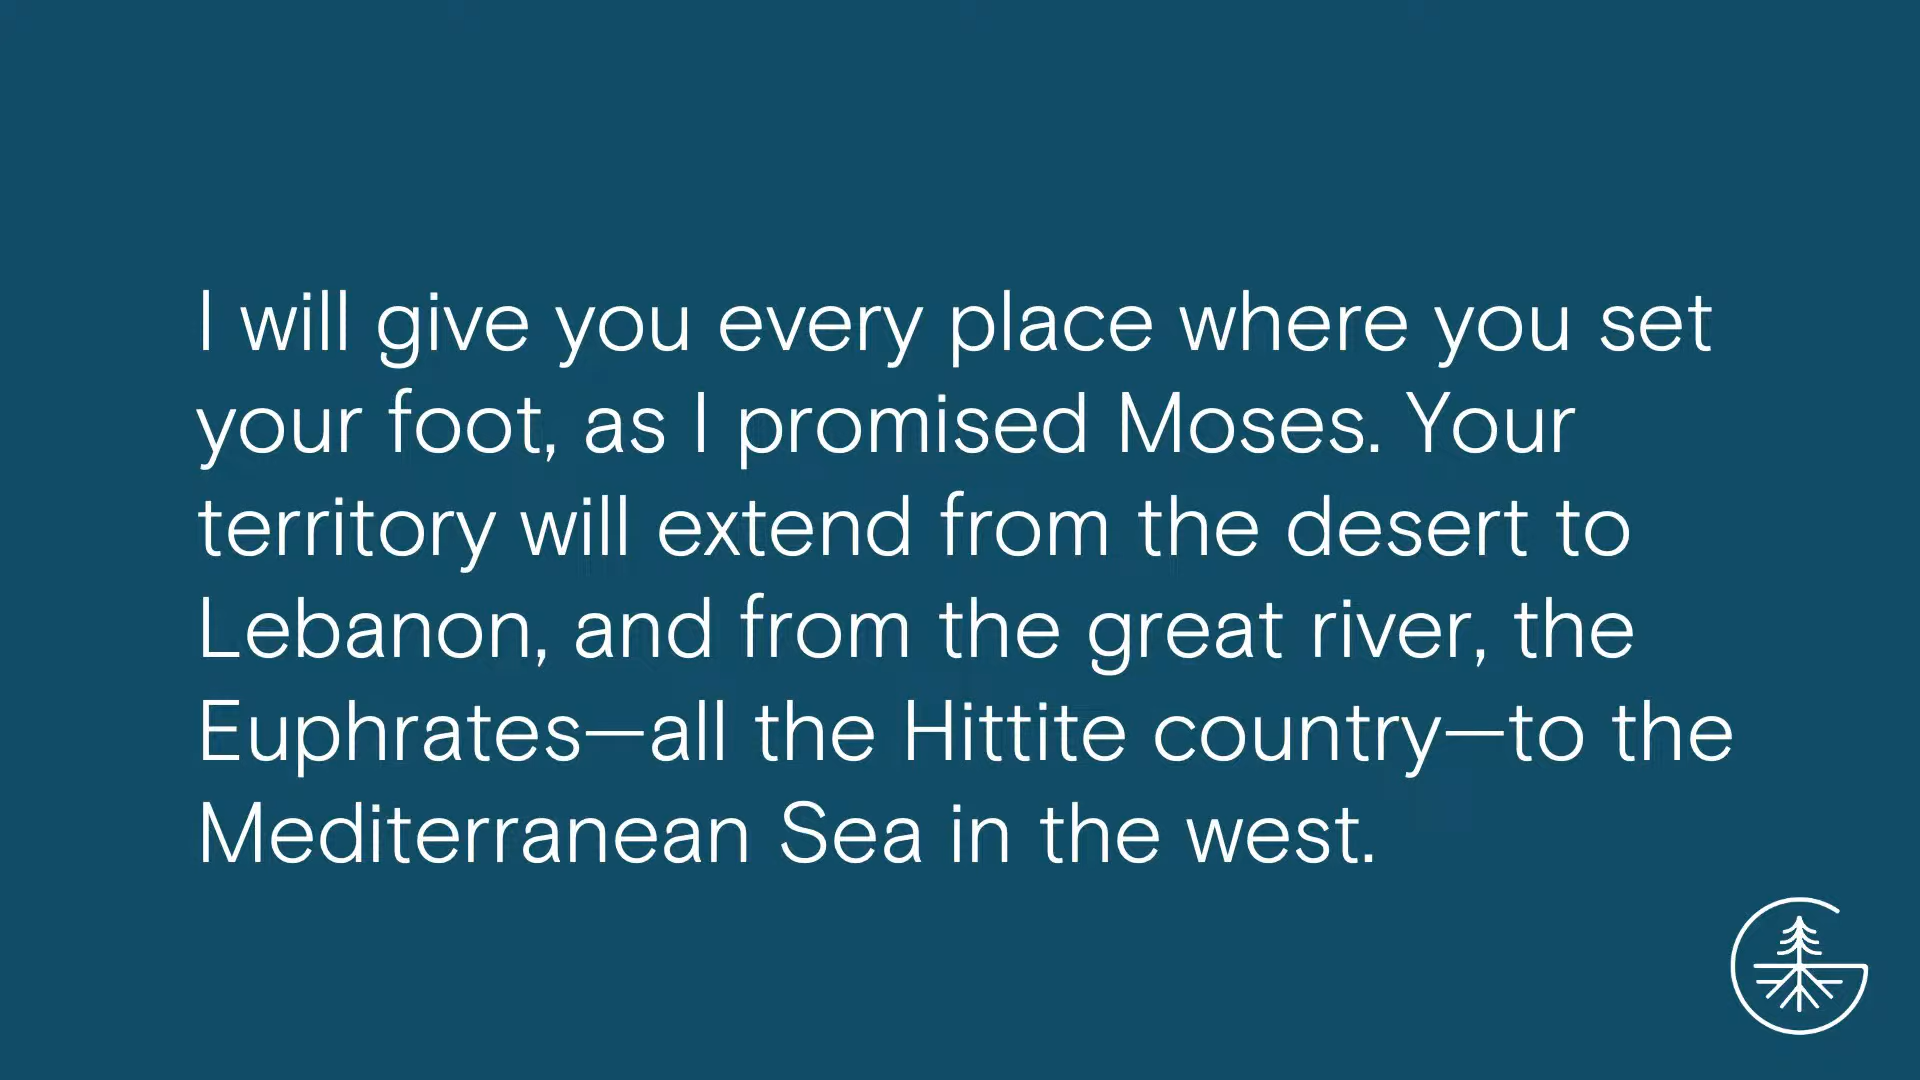 I will give you every place where you set
your foot, as I promised Moses. Your
territory will extend from the desert to
Lebanon, and from the great river, the
Euphrates—all the Hittite country—to the
Mediterranean Sea in the west.